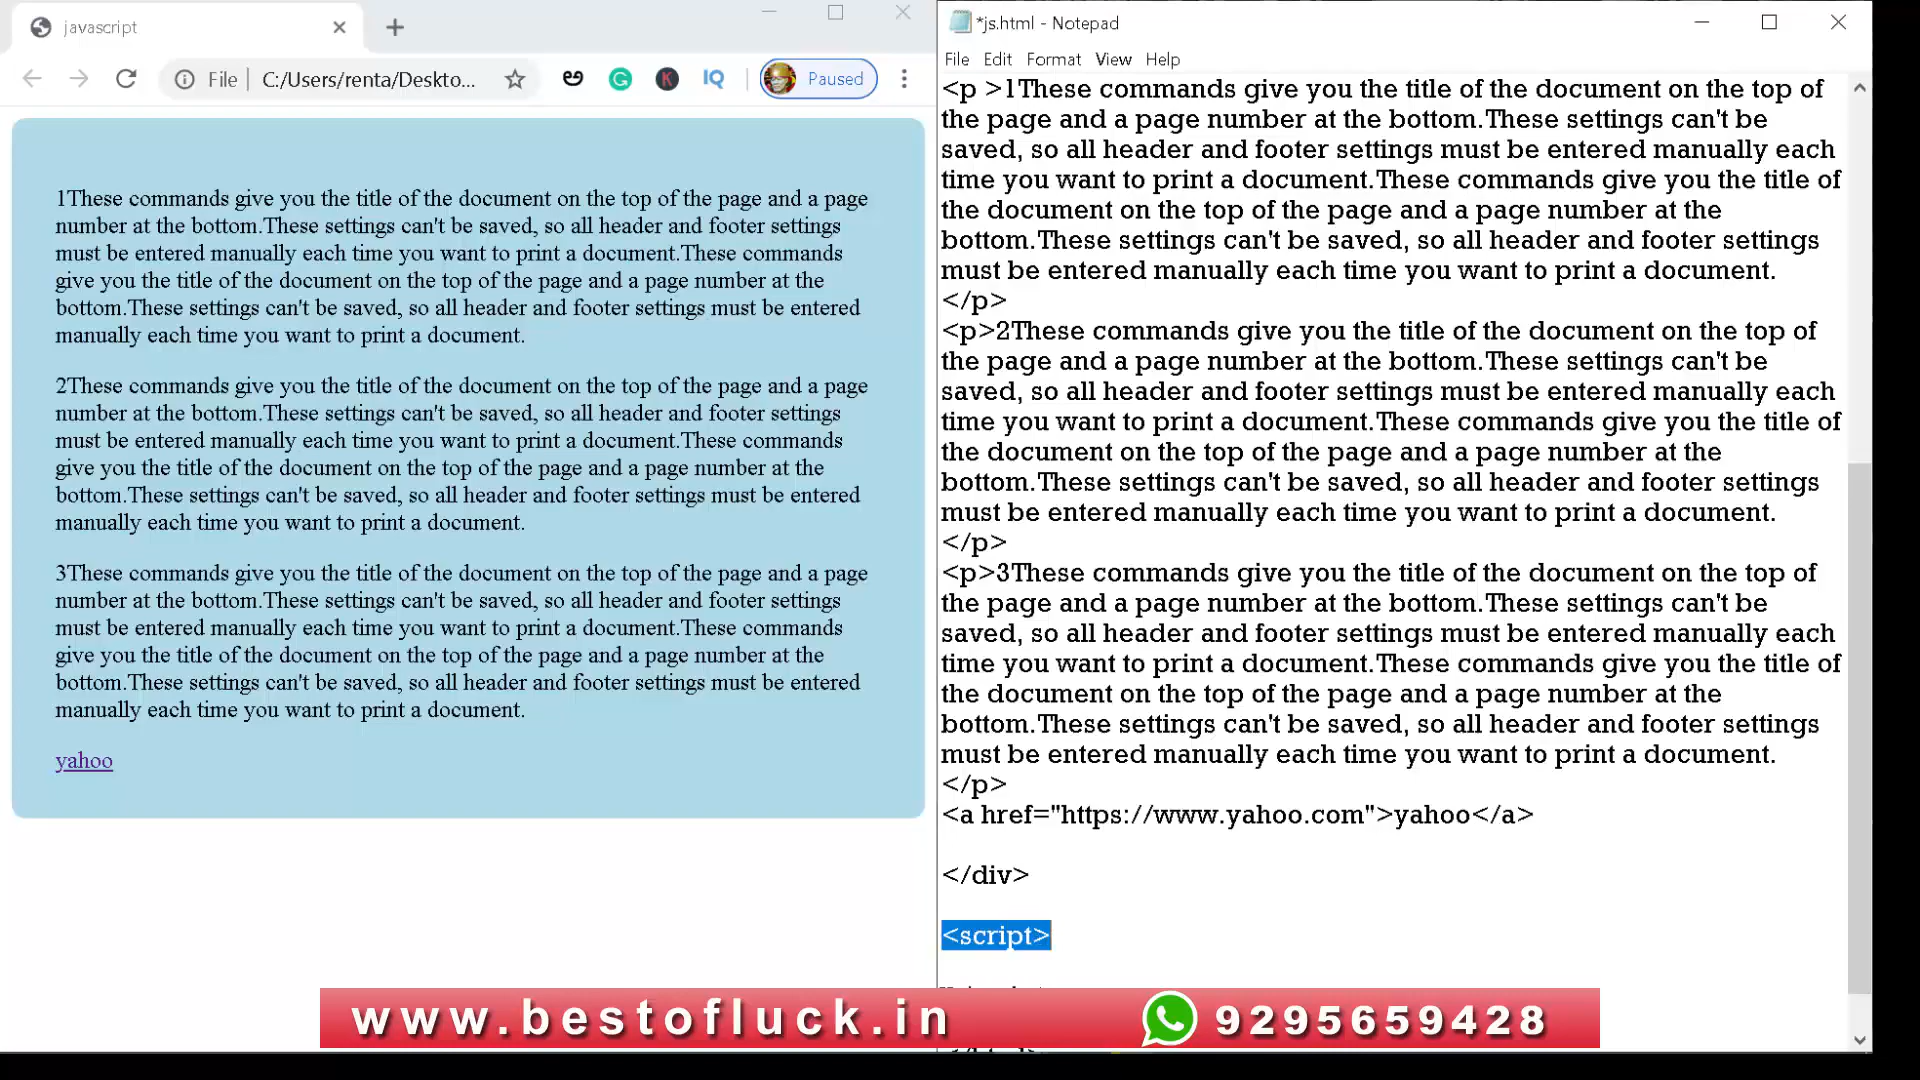 javascript
File
C:/Users/renta/Deskto...
IQ
Paused
1These commands give you the title of the document on the top of the page and a page
number at the bottom.These settings can't be saved, so all header and footer settings
must be entered manually each time you want to print a document.These commands
give you the title of the document on the top of the page and a page number at the
bottom.These settings can't be saved, so all header and footer settings must be entered
manually each time you want to print a document.
2These commands give you the title of the document on the top of the page and a page
number at the bottom.These settings can't be saved, so all header and footer settings
must be entered manually each time you want to print a document.These commands
give you the title of the document on the top of the page and a page number at the
bottom.These settings can't be saved, so all header and footer settings must be entered
manually each time you want to print a document.
3These commands give you the title of the document on the top of the page and a page
number at the bottom.These settings can't be saved, so all header and footer settings
must be entered manually each time you want to print a document.These commands
give you the title of the document on the top of the page and a page number at the
bottom.These settings can't be saved, so all header and footer settings must be entered
manually each time you want to print a document.
yahoo
*js.html - Notepad
File Edit Format View Help
<p >1These commands give you the title of the document on the top of
the page and a page number at the bottom.These settings can't be
saved, so all header and footer settings must be entered manually each
time you want to print a document.These commands give you the title of
the document on the top of the page and a page number at the
bottom.These settings can't be saved, so all header and footer settings
must be entered manually each time you want to print a document.
</p>
<p>2These commands give you the title of the document on the top of
the page and a page number at the bottom.These settings can't be
saved, so all header and footer settings must be entered manually each
time you want to print a document.These commands give you the title of
the document on the top of the page and a page number at the
bottom.These settings can't be saved, so all header and footer settings
must be entered manually each time you want to print a document.
</p>
<p>3These commands give you the title of the document on the top of
the page and a page number at the bottom.These settings can't be
saved, so all header and footer settings must be entered manually each
time you want to print a document.These commands give you the title of
the document on the top of the page and a page number at the
bottom.These settings can't be saved, so all header and footer settings
must be entered manually each time you want to print a document.
</p>
<a href="https://www.yahoo.com">yahoo</a>
</div>
<script>
www.bestofluck.in
9295659428